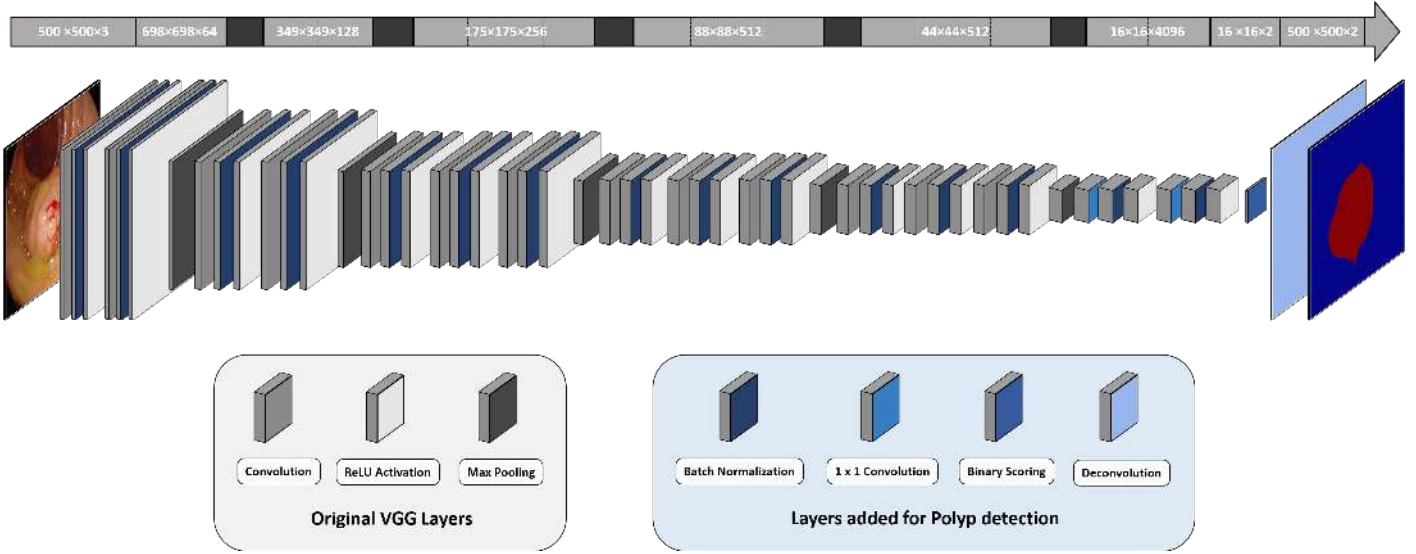 500 ×500×3 698×698×64 349×349×128 175×175×256 88×88×512 44×44×512 16×16×4096 16 ×16×2 500 ×500×2
Convolution ReLU Activation Max Pooling
Original VGG Layers
Batch Normalization 1 x 1 Convolution Binary Scoring Deconvolution
Layers added for Polyp detection